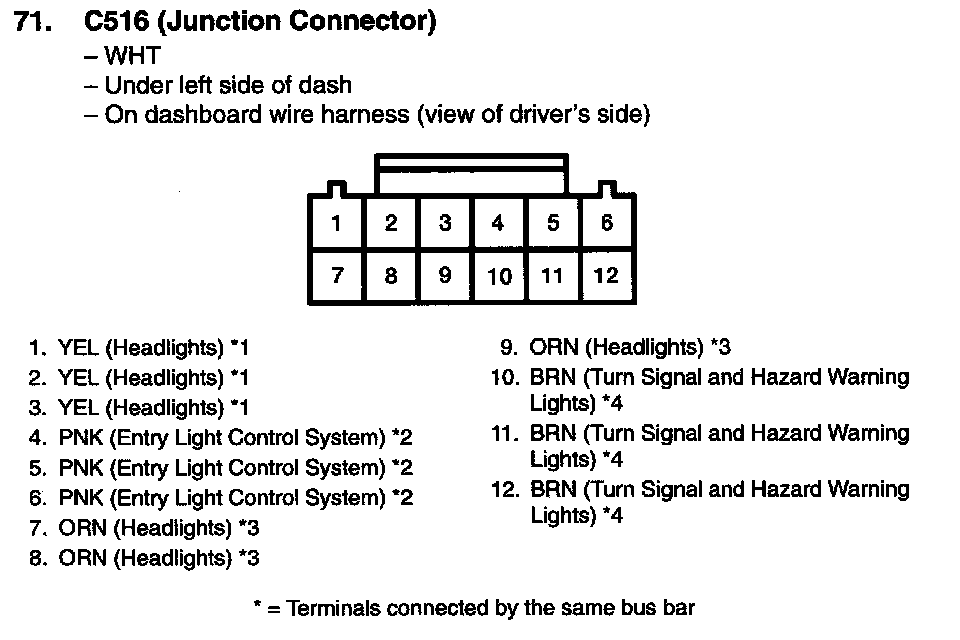 71. C516 (Junction Connector)
– WHT
– Under left side of dash
– On dashboard wire harness (view of driver's side)
1 2 3 4 5 6
7 8 9 10 11 12
1. YEL (Headlights) *1
2. YEL (Headlights) *1
3. YEL (Headlights) *1
4. PNK (Entry Light Control System) *2
5. PNK (Entry Light Control System) *2
6. PNK (Entry Light Control System) *2
7. ORN (Headlights) *3
8. ORN (Headlights) *3
9. ORN (Headlights) *3
10. BRN (Turn Signal and Hazard Warning
Lights) *4
11. BRN (Turn Signal and Hazard Warning
Lights) *4
12. BRN (Turn Signal and Hazard Warning
Lights) *4
* = Terminals connected by the same bus bar